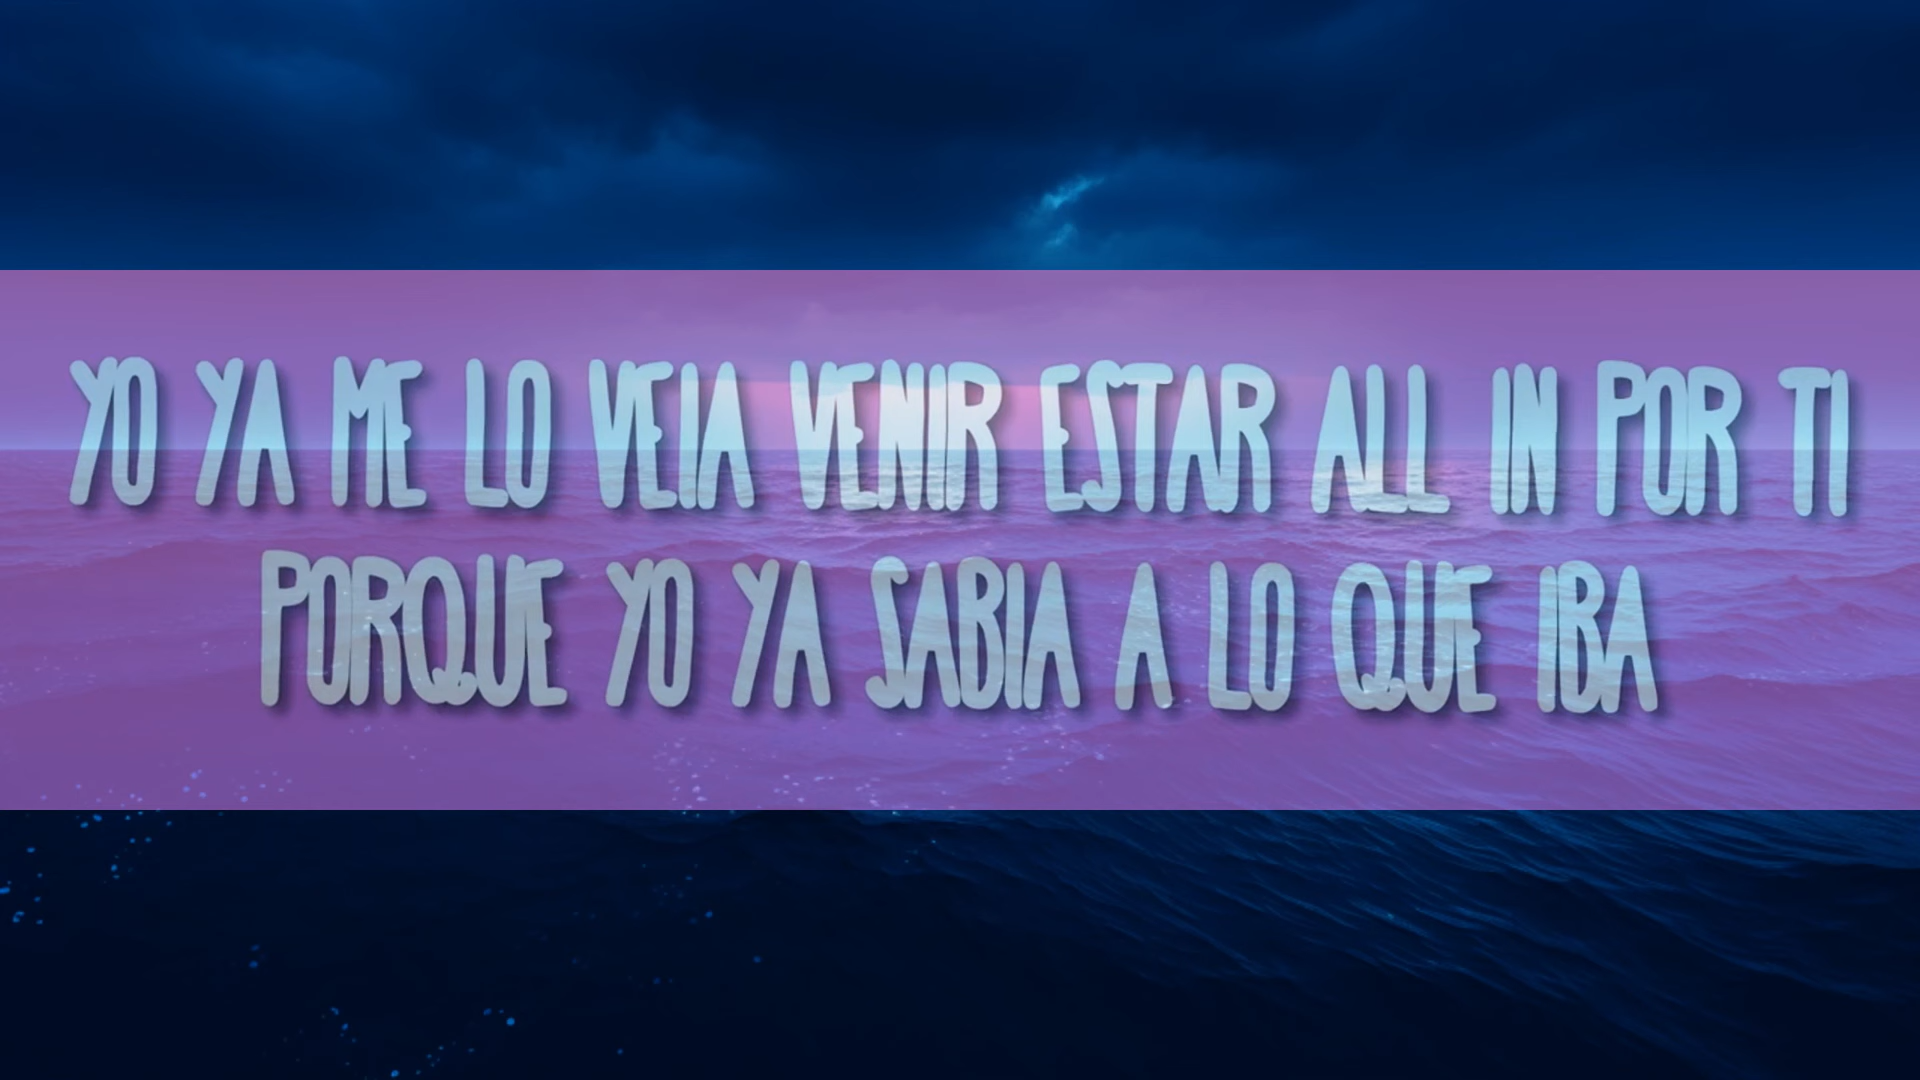 YO YA ME LO VEIA VENIR ESTAR ALL IN POR TI
PORQUE YO YA SABIA A LO QUE IBA